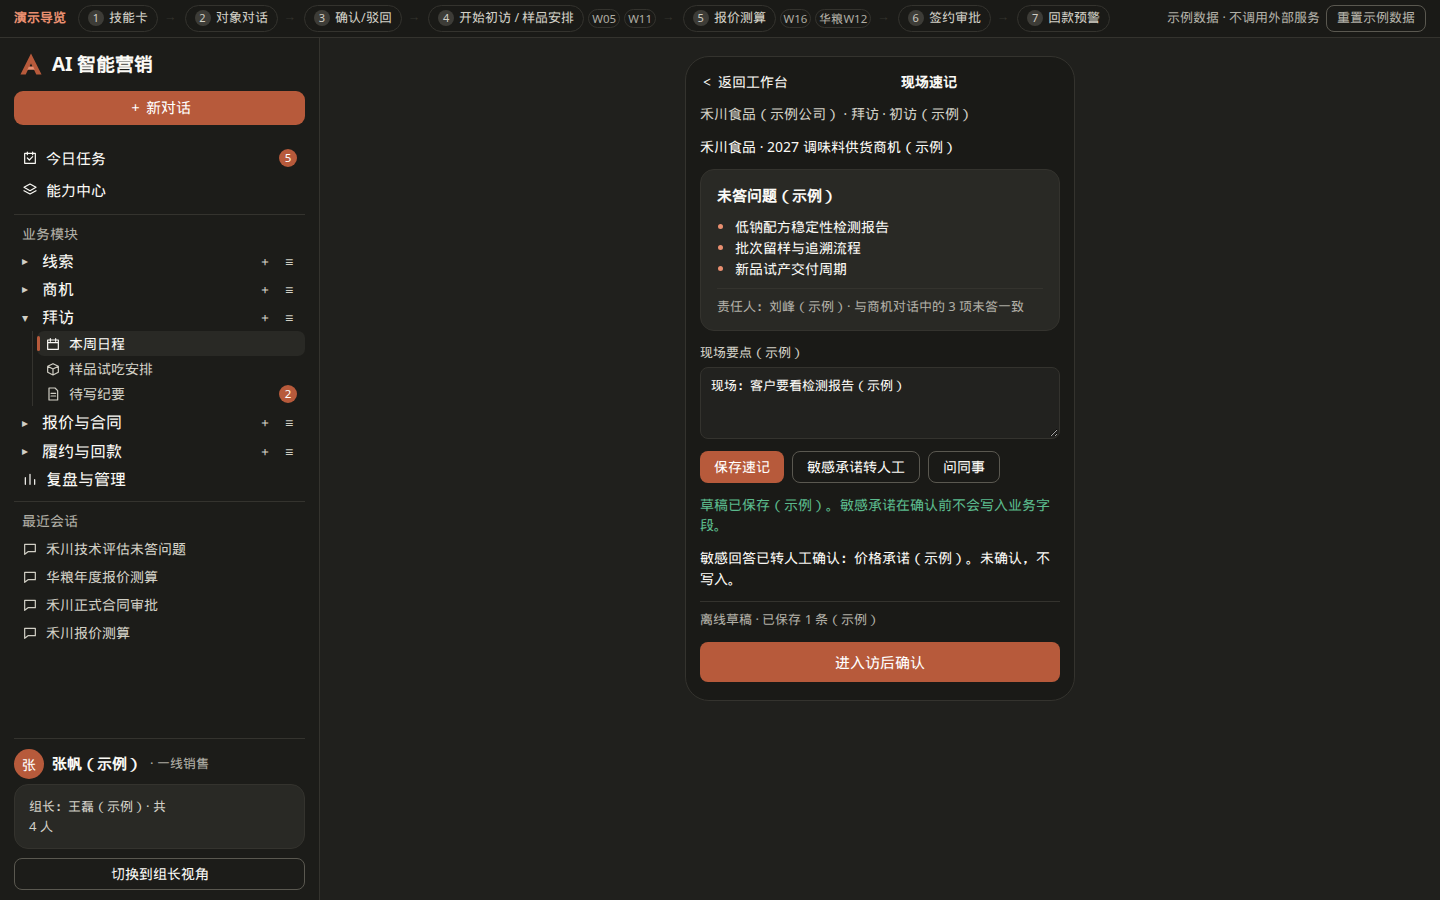 演示导览
1 技能卡 → 2 对象对话 → 3 确认/驳回 → 4 开始初访 / 样品安排 W05 W11 → 5 报价测算 W16 华粮W12 → 6 签约审批 → 7 回款预警
示例数据 · 不调用外部服务
重置示例数据
AI 智能营销
+ 新对话
今日任务 5
能力中心
业务模块
▸ 线索 + ≡
▸ 商机 + ≡
▾ 拜访 + ≡
本周日程
样品试吃安排
待写纪要 2
▸ 报价与合同 + ≡
▸ 履约与回款 + ≡
复盘与管理
最近会话
禾川技术评估未答问题
华粮年度报价测算
禾川正式合同审批
禾川报价测算
张 张帆（示例） · 一线销售
组长：王磊（示例）· 共
4 人
切换到组长视角
< 返回工作台
现场速记
禾川食品（示例公司）· 拜访 · 初访（示例）
禾川食品 · 2027 调味料供货商机（示例）
未答问题（示例）
• 低钠配方稳定性检测报告
• 批次留样与追溯流程
• 新品试产交付周期
责任人：刘峰（示例）· 与商机对话中的 3 项未答一致
现场要点（示例）
现场：客户要看检测报告（示例）
保存速记
敏感承诺转人工
问同事
草稿已保存（示例）。敏感承诺在确认前不会写入业务字
段。
敏感回答已转人工确认：价格承诺（示例）。未确认，不
写入。
离线草稿 · 已保存 1 条（示例）
进入访后确认